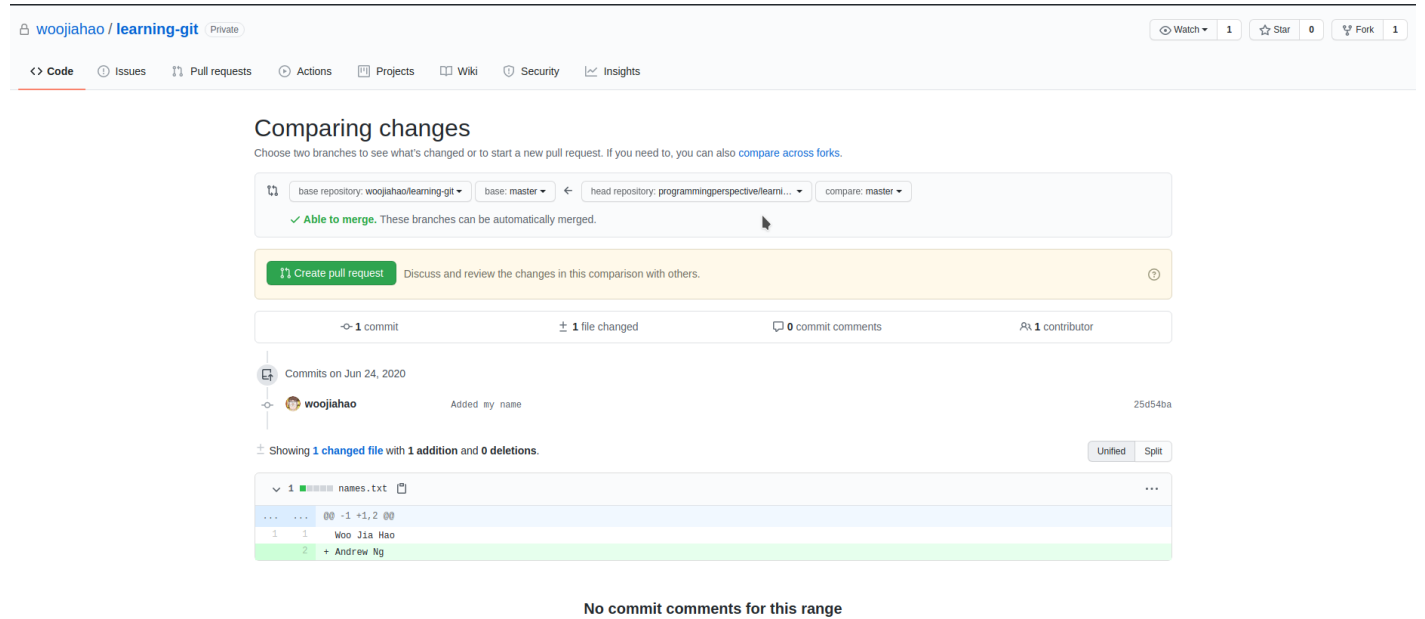 woojiahao / learning-git Private
Watch 1 Star 0 Fork 1
Code Issues Pull requests Actions Projects Wiki Security Insights
Comparing changes
Choose two branches to see what's changed or to start a new pull request. If you need to, you can also compare across forks.
base repository: woojiahao/learning-git base: master head repository: programmingperspective/learni... compare: master
Able to merge. These branches can be automatically merged.
Create pull request Discuss and review the changes in this comparison with others.
1 commit 1 file changed 0 commit comments 1 contributor
Commits on Jun 24, 2020
woojiahao Added my name 25d54ba
Showing 1 changed file with 1 addition and 0 deletions. Unified Split
1 names.txt ...
... ... @@ -1 +1,2 @@
1 1 Woo Jia Hao
2 + Andrew Ng
No commit comments for this range